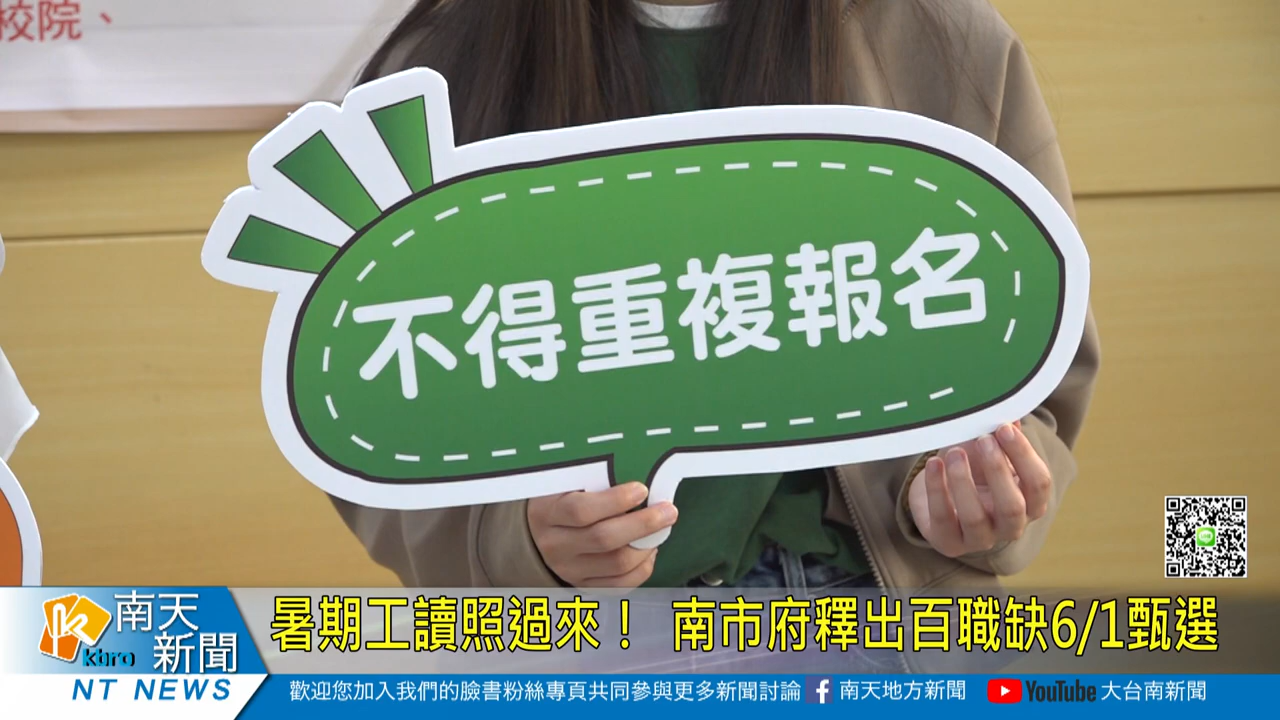 校院、
不得重複報名
kbro
南天
新聞
NT NEWS
暑期工讀照過來！ 南市府釋出百職缺6/1甄選
歡迎您加入我們的臉書粉絲專頁共同參與更多新聞討論 f 南天地方新聞 YouTube 大台南新聞